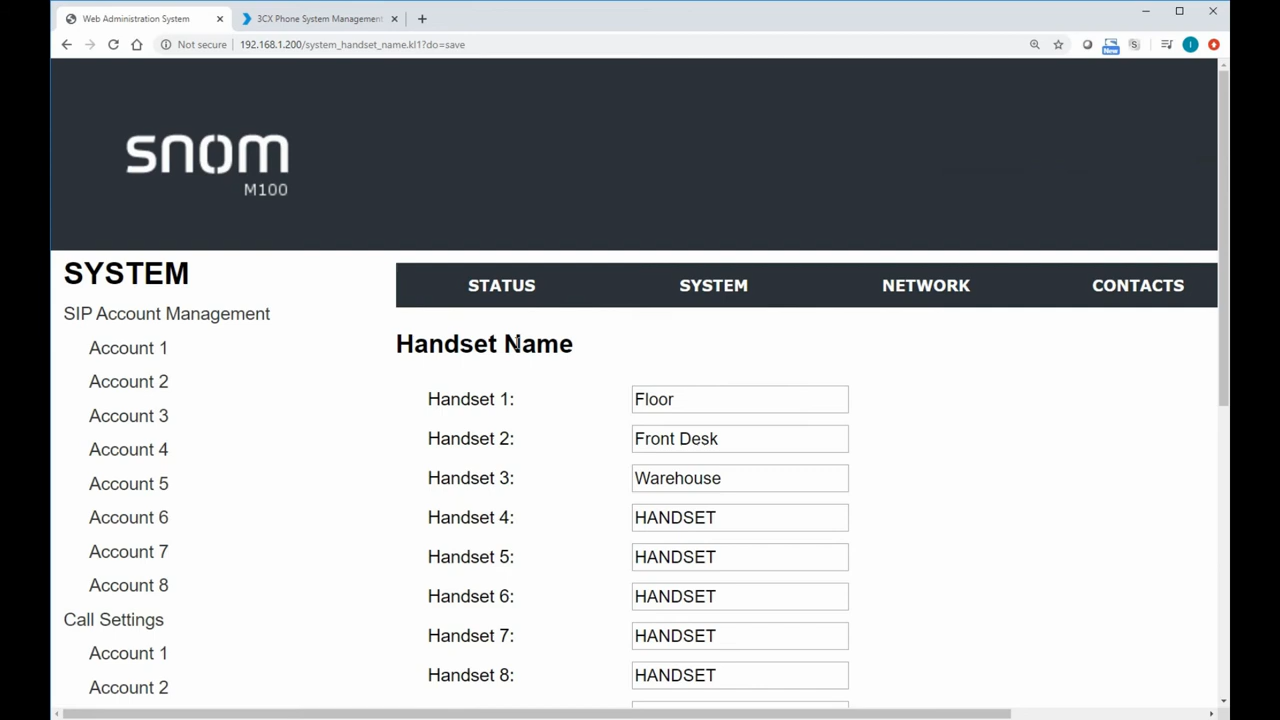 Web Administration System
3CX Phone System Management
Not secure
192.168.1.200/system_handset_name.kl1?do=save
New
S
I
snom
M100
SYSTEM
STATUS
SYSTEM
NETWORK
CONTACTS
SIP Account Management
Account 1
Account 2
Account 3
Account 4
Account 5
Account 6
Account 7
Account 8
Call Settings
Account 1
Account 2
Handset Name
Handset 1: Floor
Handset 2: Front Desk
Handset 3: Warehouse
Handset 4: HANDSET
Handset 5: HANDSET
Handset 6: HANDSET
Handset 7: HANDSET
Handset 8: HANDSET